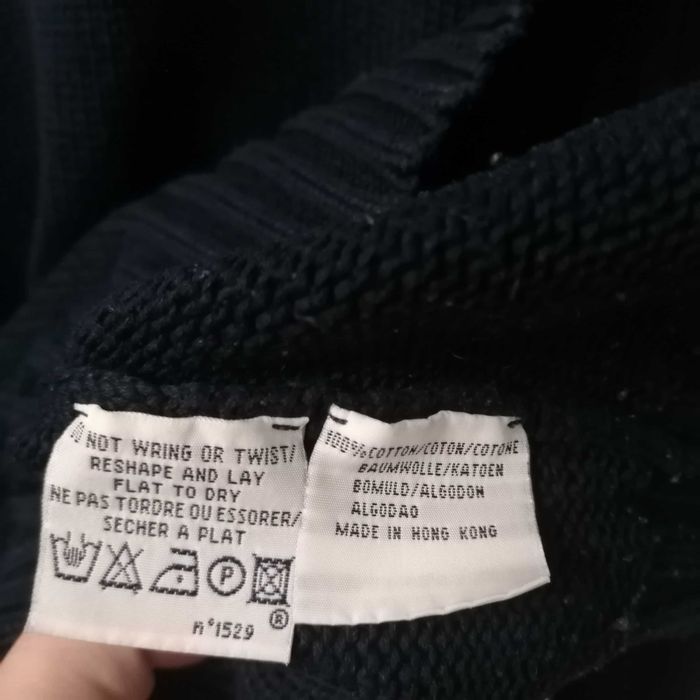 DO NOT WRING OR TWIST/
RESHAPE AND LAY
FLAT TO DRY
NE PAS TORDRE OU ESSORER/
SECHER A PLAT
P
®
n°1529
100% COTTON/COTON/COTONE
BAUMWOLLE/KATOEN
BOMULD/ALGODON
ALGODAO
MADE IN HONG KONG